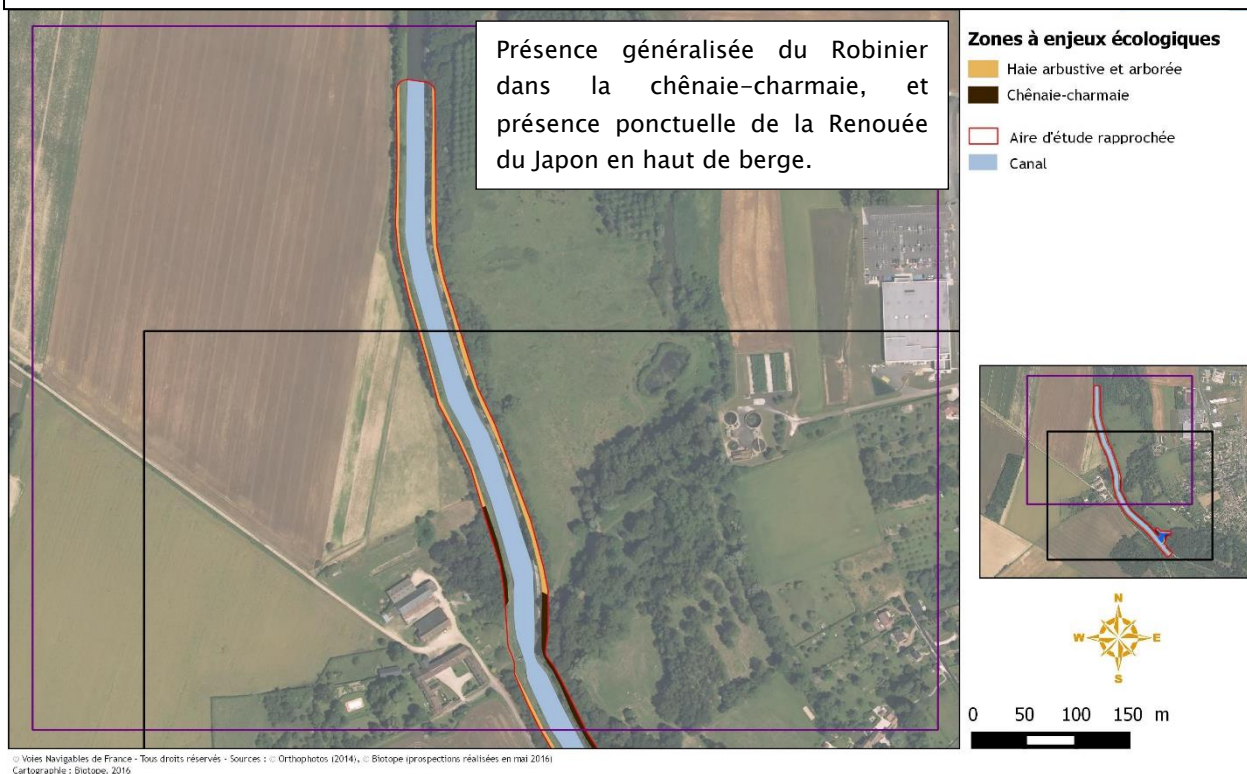 Présence généralisée du Robinier
dans la chênaie-charmaie, et
présence ponctuelle de la Renouée
du Japon en haut de berge.
Zones à enjeux écologiques
Haie arbustive et arborée
Chênaie-charmaie
Aire d'étude rapprochée
Canal
N
W E
S
0 50 100 150 m
© Voies Navigables de France - Tous droits réservés - Sources : © Orthophotos (2014), © Biotope (prospections réalisées en mai 2016)
Cartographie : Biotope, 2016